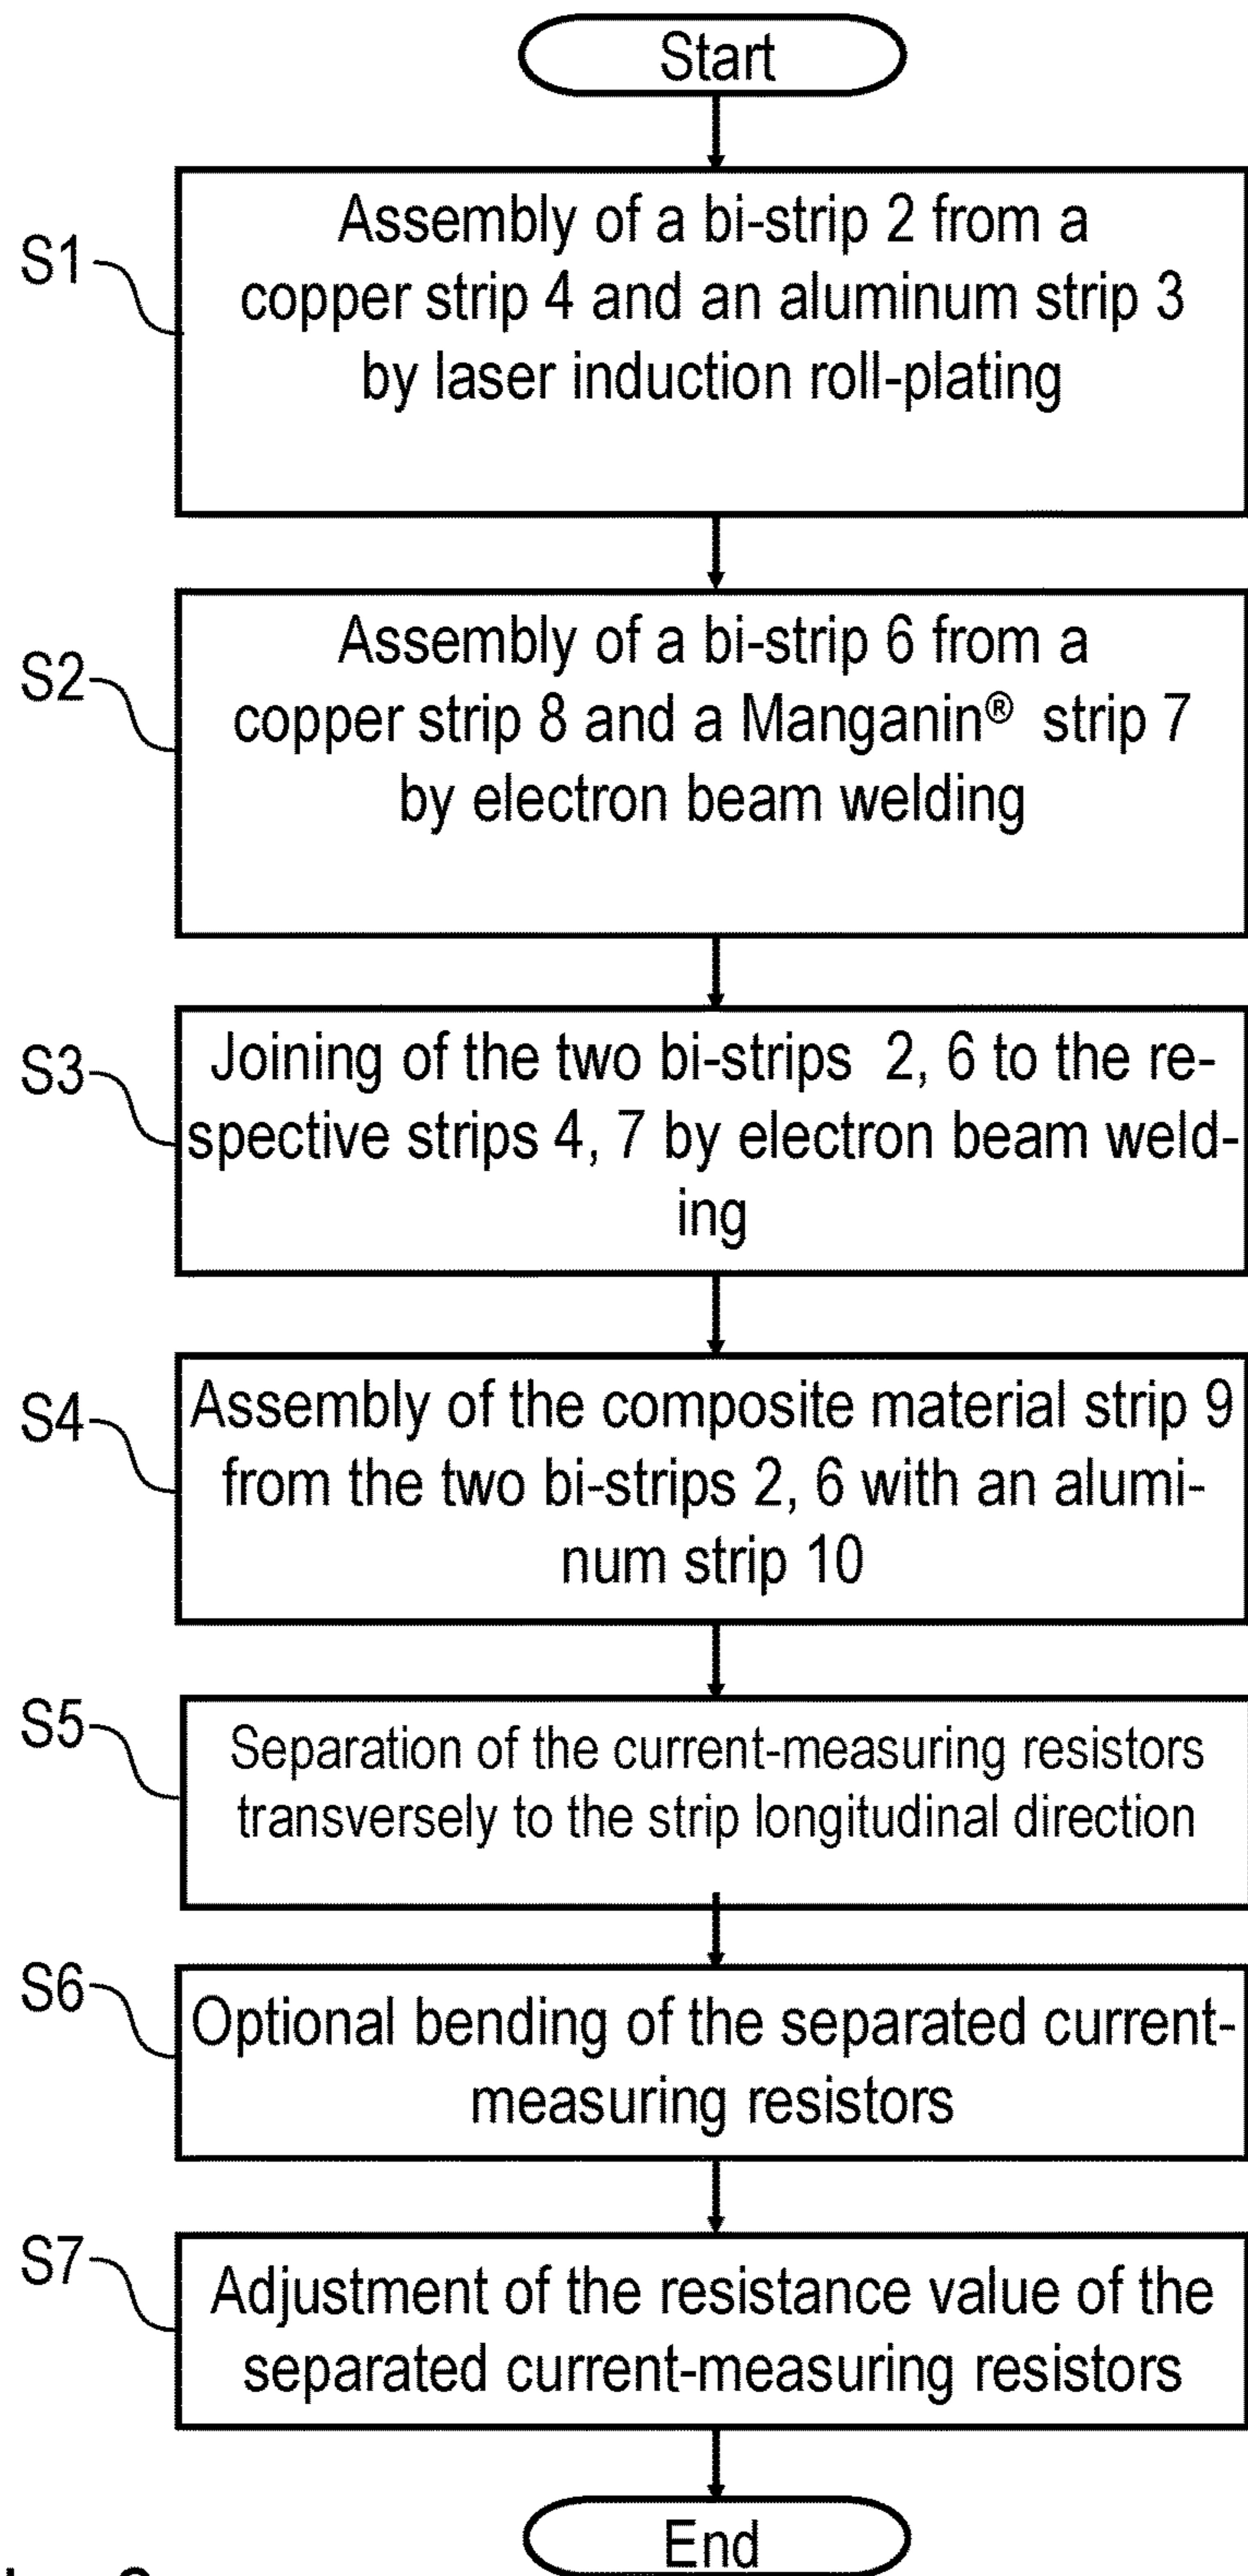 Start
S1
Assembly of a bi-strip 2 from a
copper strip 4 and an aluminum strip 3
by laser induction roll-plating
S2
Assembly of a bi-strip 6 from a
copper strip 8 and a Manganin® strip 7
by electron beam welding
S3
Joining of the two bi-strips 2, 6 to the re-
spective strips 4, 7 by electron beam weld-
ing
S4
Assembly of the composite material strip 9
from the two bi-strips 2, 6 with an alumi-
num strip 10
S5
Separation of the current-measuring resistors
transversely to the strip longitudinal direction
S6
Optional bending of the separated current-
measuring resistors
S7
Adjustment of the resistance value of the
separated current-measuring resistors
End